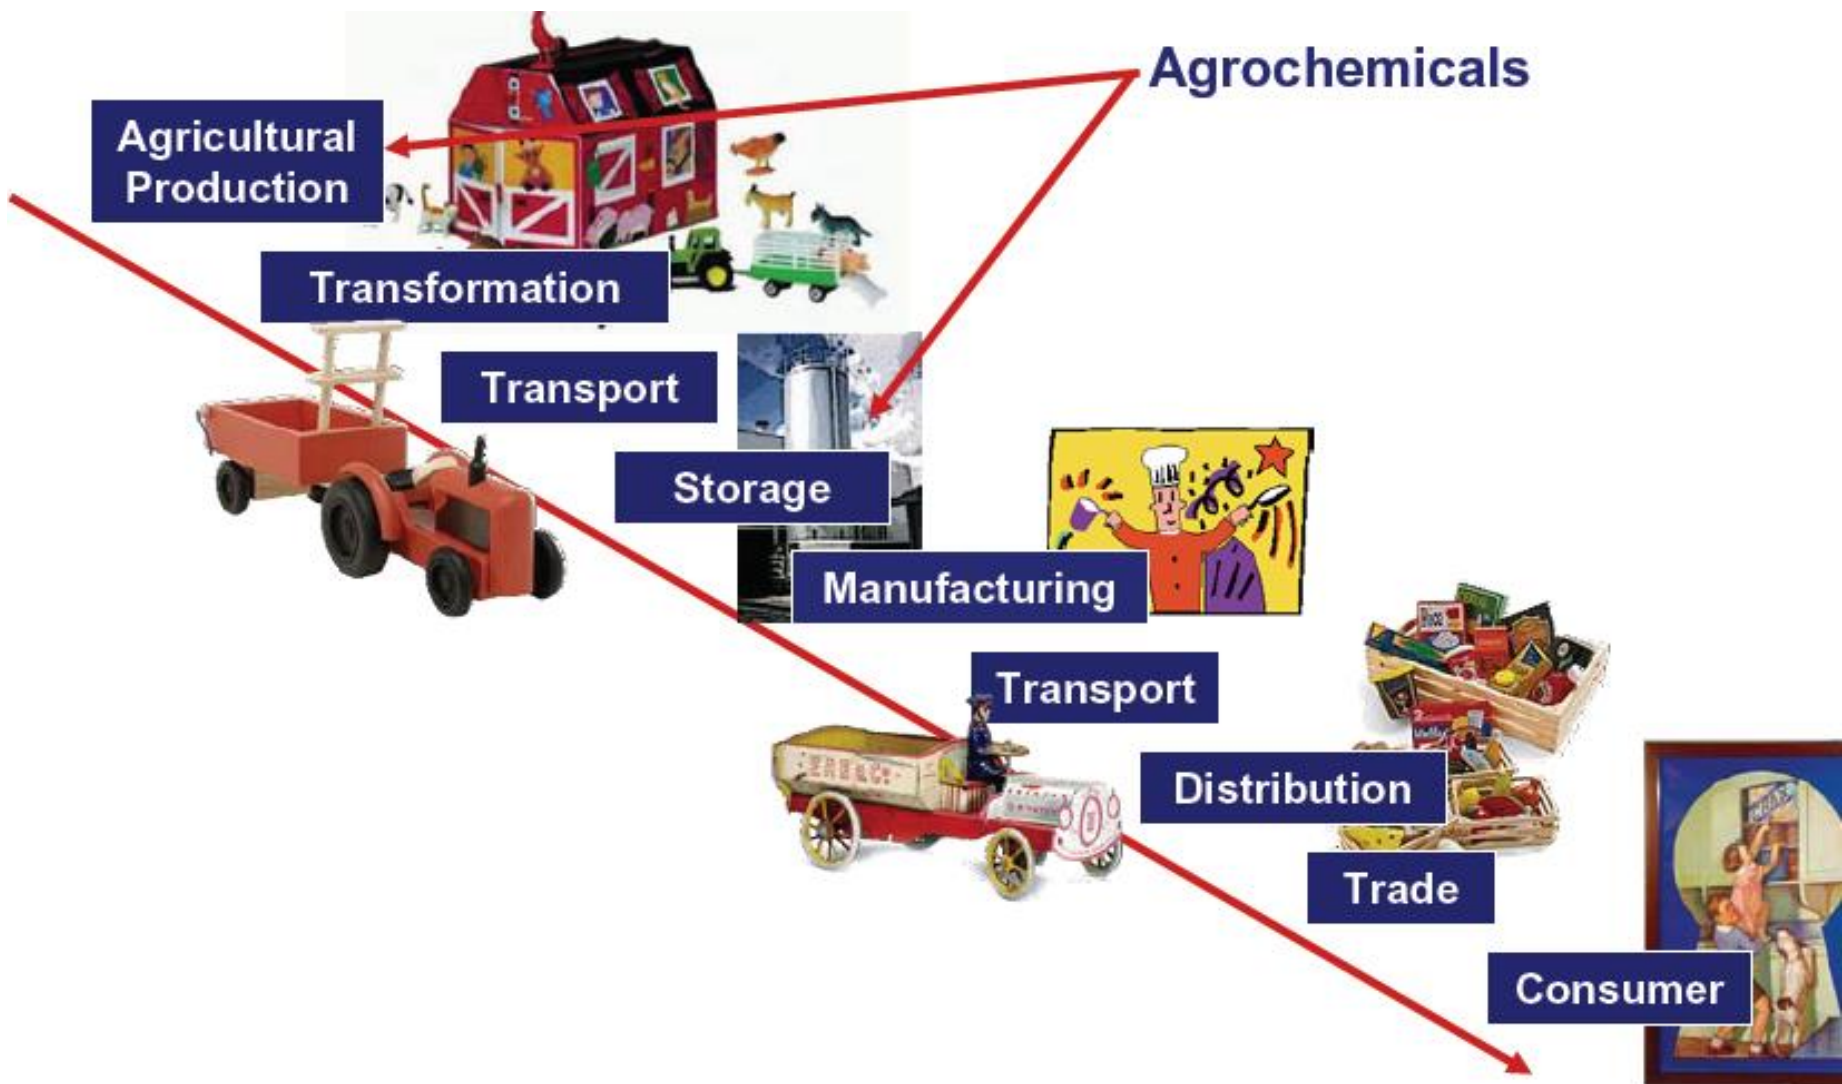 Agrochemicals
Agricultural
Production
Transformation
Transport
Storage
Manufacturing
Transport
Distribution
Trade
Consumer